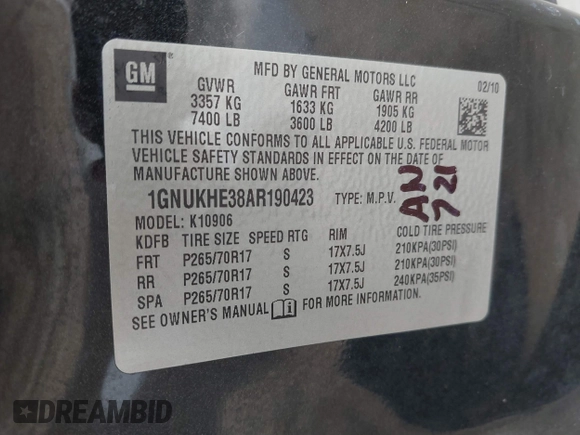 GM
MFD BY GENERAL MOTORS LLC
02/10
GVWR GAWR FRT GAWR RR
3357 KG 1633 KG 1905 KG
7400 LB 3600 LB 4200 LB
THIS VEHICLE CONFORMS TO ALL APPLICABLE U.S. FEDERAL MOTOR
VEHICLE SAFETY STANDARDS IN EFFECT ON THE DATE OF
MANUFACTURE SHOWN ABOVE.
1GNUKHE38AR190423 TYPE: M.P.V.
AN
721
MODEL: K10906
KDFB TIRE SIZE SPEED RTG RIM COLD TIRE PRESSURE
FRT P265/70R17 S 17X7.5J 210KPA(30PSI)
RR P265/70R17 S 17X7.5J 210KPA(30PSI)
SPA P265/70R17 S 17X7.5J 240KPA(35PSI)
SEE OWNER'S MANUAL FOR MORE INFORMATION.
DREAMBID